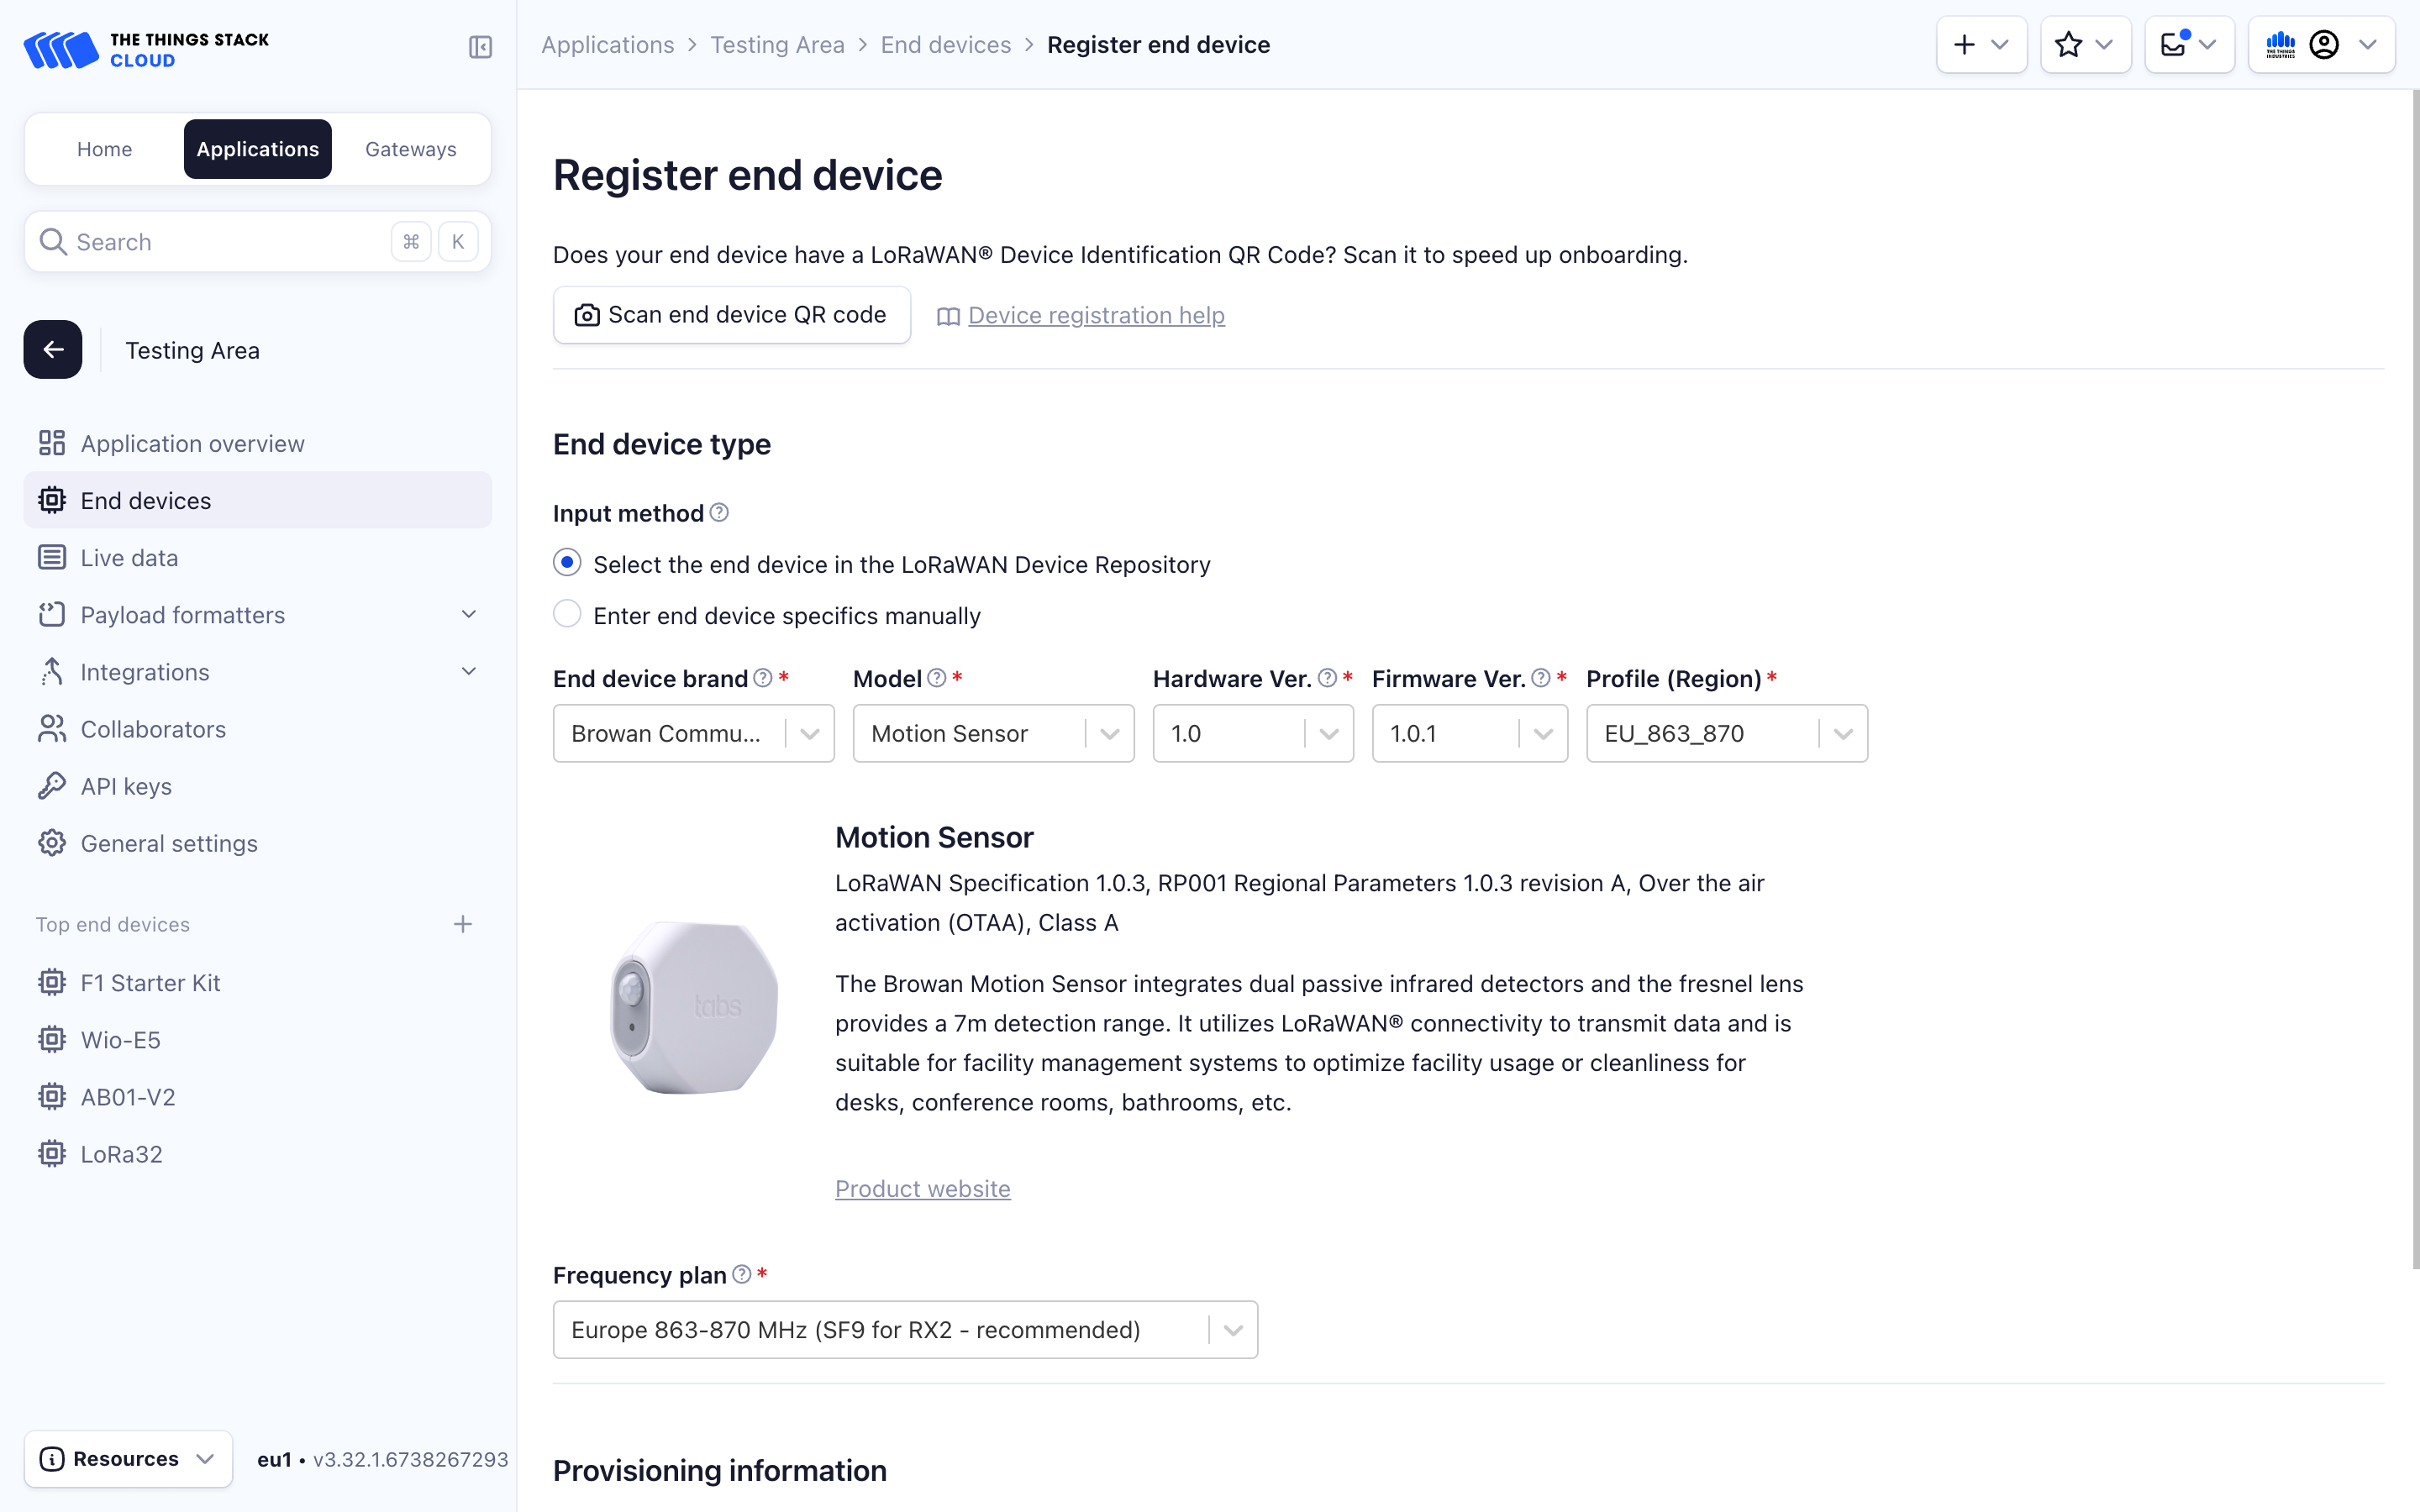 THE THINGS STACK
CLOUD
Applications > Testing Area > End devices > Register end device
THE THINGS
INDUSTRIES
Home
Applications
Gateways
Search
⌘ K
Testing Area
Application overview
End devices
Live data
Payload formatters
Integrations
Collaborators
API keys
General settings
Top end devices
F1 Starter Kit
Wio-E5
AB01-V2
LoRa32
Resources
eu1 • v3.32.1.6738267293
Register end device
Does your end device have a LoRaWAN® Device Identification QR Code? Scan it to speed up onboarding.
Scan end device QR code
Device registration help
End device type
Input method
Select the end device in the LoRaWAN Device Repository
Enter end device specifics manually
End device brand * Model * Hardware Ver. * Firmware Ver. * Profile (Region) *
Browan Commu... Motion Sensor 1.0 1.0.1 EU_863_870
tabs
Motion Sensor
LoRaWAN Specification 1.0.3, RP001 Regional Parameters 1.0.3 revision A, Over the air
activation (OTAA), Class A
The Browan Motion Sensor integrates dual passive infrared detectors and the fresnel lens
provides a 7m detection range. It utilizes LoRaWAN® connectivity to transmit data and is
suitable for facility management systems to optimize facility usage or cleanliness for
desks, conference rooms, bathrooms, etc.
Product website
Frequency plan *
Europe 863-870 MHz (SF9 for RX2 - recommended)
Provisioning information